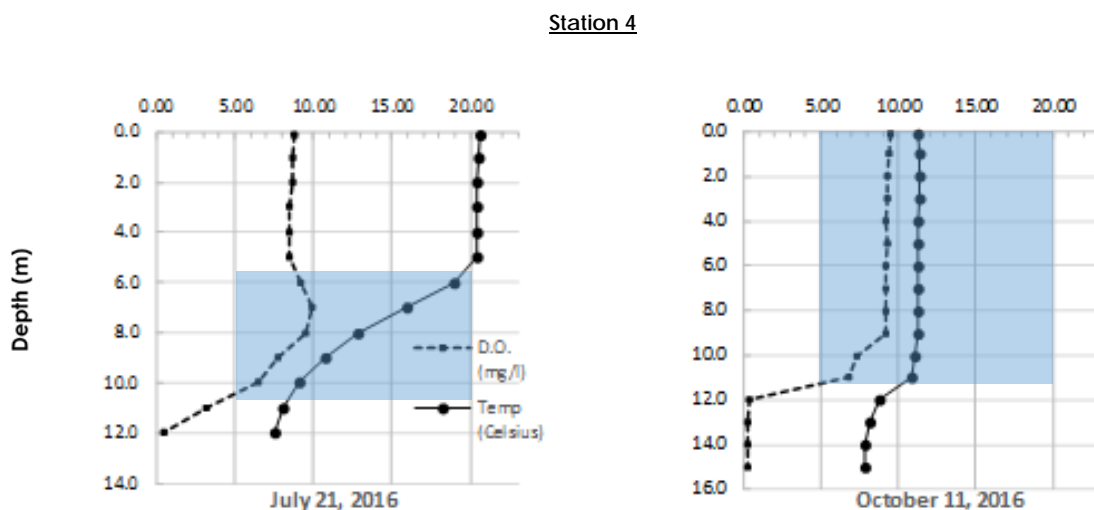 Station 4
0.00 5.00 10.00 15.00 20.00
0.0
2.0
4.0
6.0
8.0
10.0
12.0
14.0
Depth (m)
D.O.
(mg/l)
Temp
(Celsius)
July 21, 2016
0.00 5.00 10.00 15.00 20.00
0.0
2.0
4.0
6.0
8.0
10.0
12.0
14.0
16.0
October 11, 2016